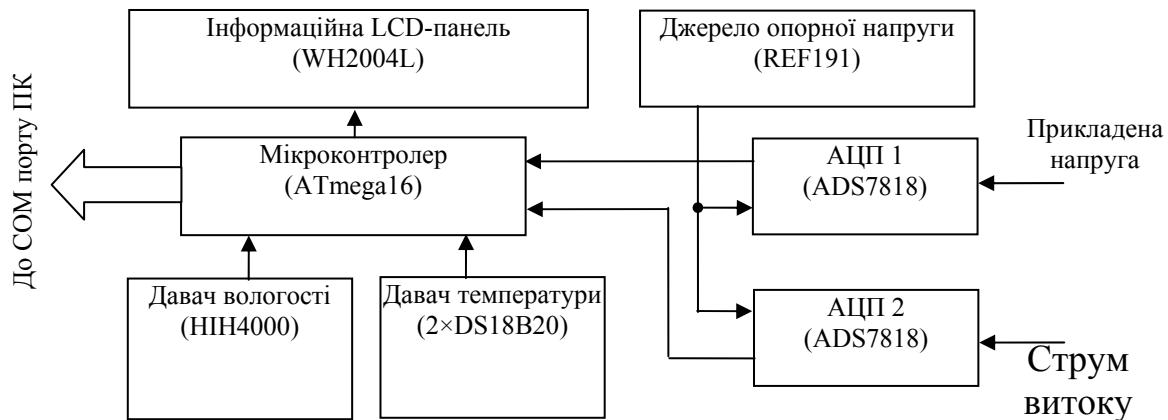 Інформаційна LCD-панель
(WH2004L)
Джерело опорної напруги
(REF191)
До COM порту ПК
Мікроконтролер
(ATmega16)
АЦП 1
(ADS7818)
Прикладена
напруга
Давач вологості
(HIH4000)
Давач температури
(2×DS18B20)
АЦП 2
(ADS7818)
Струм
витоку